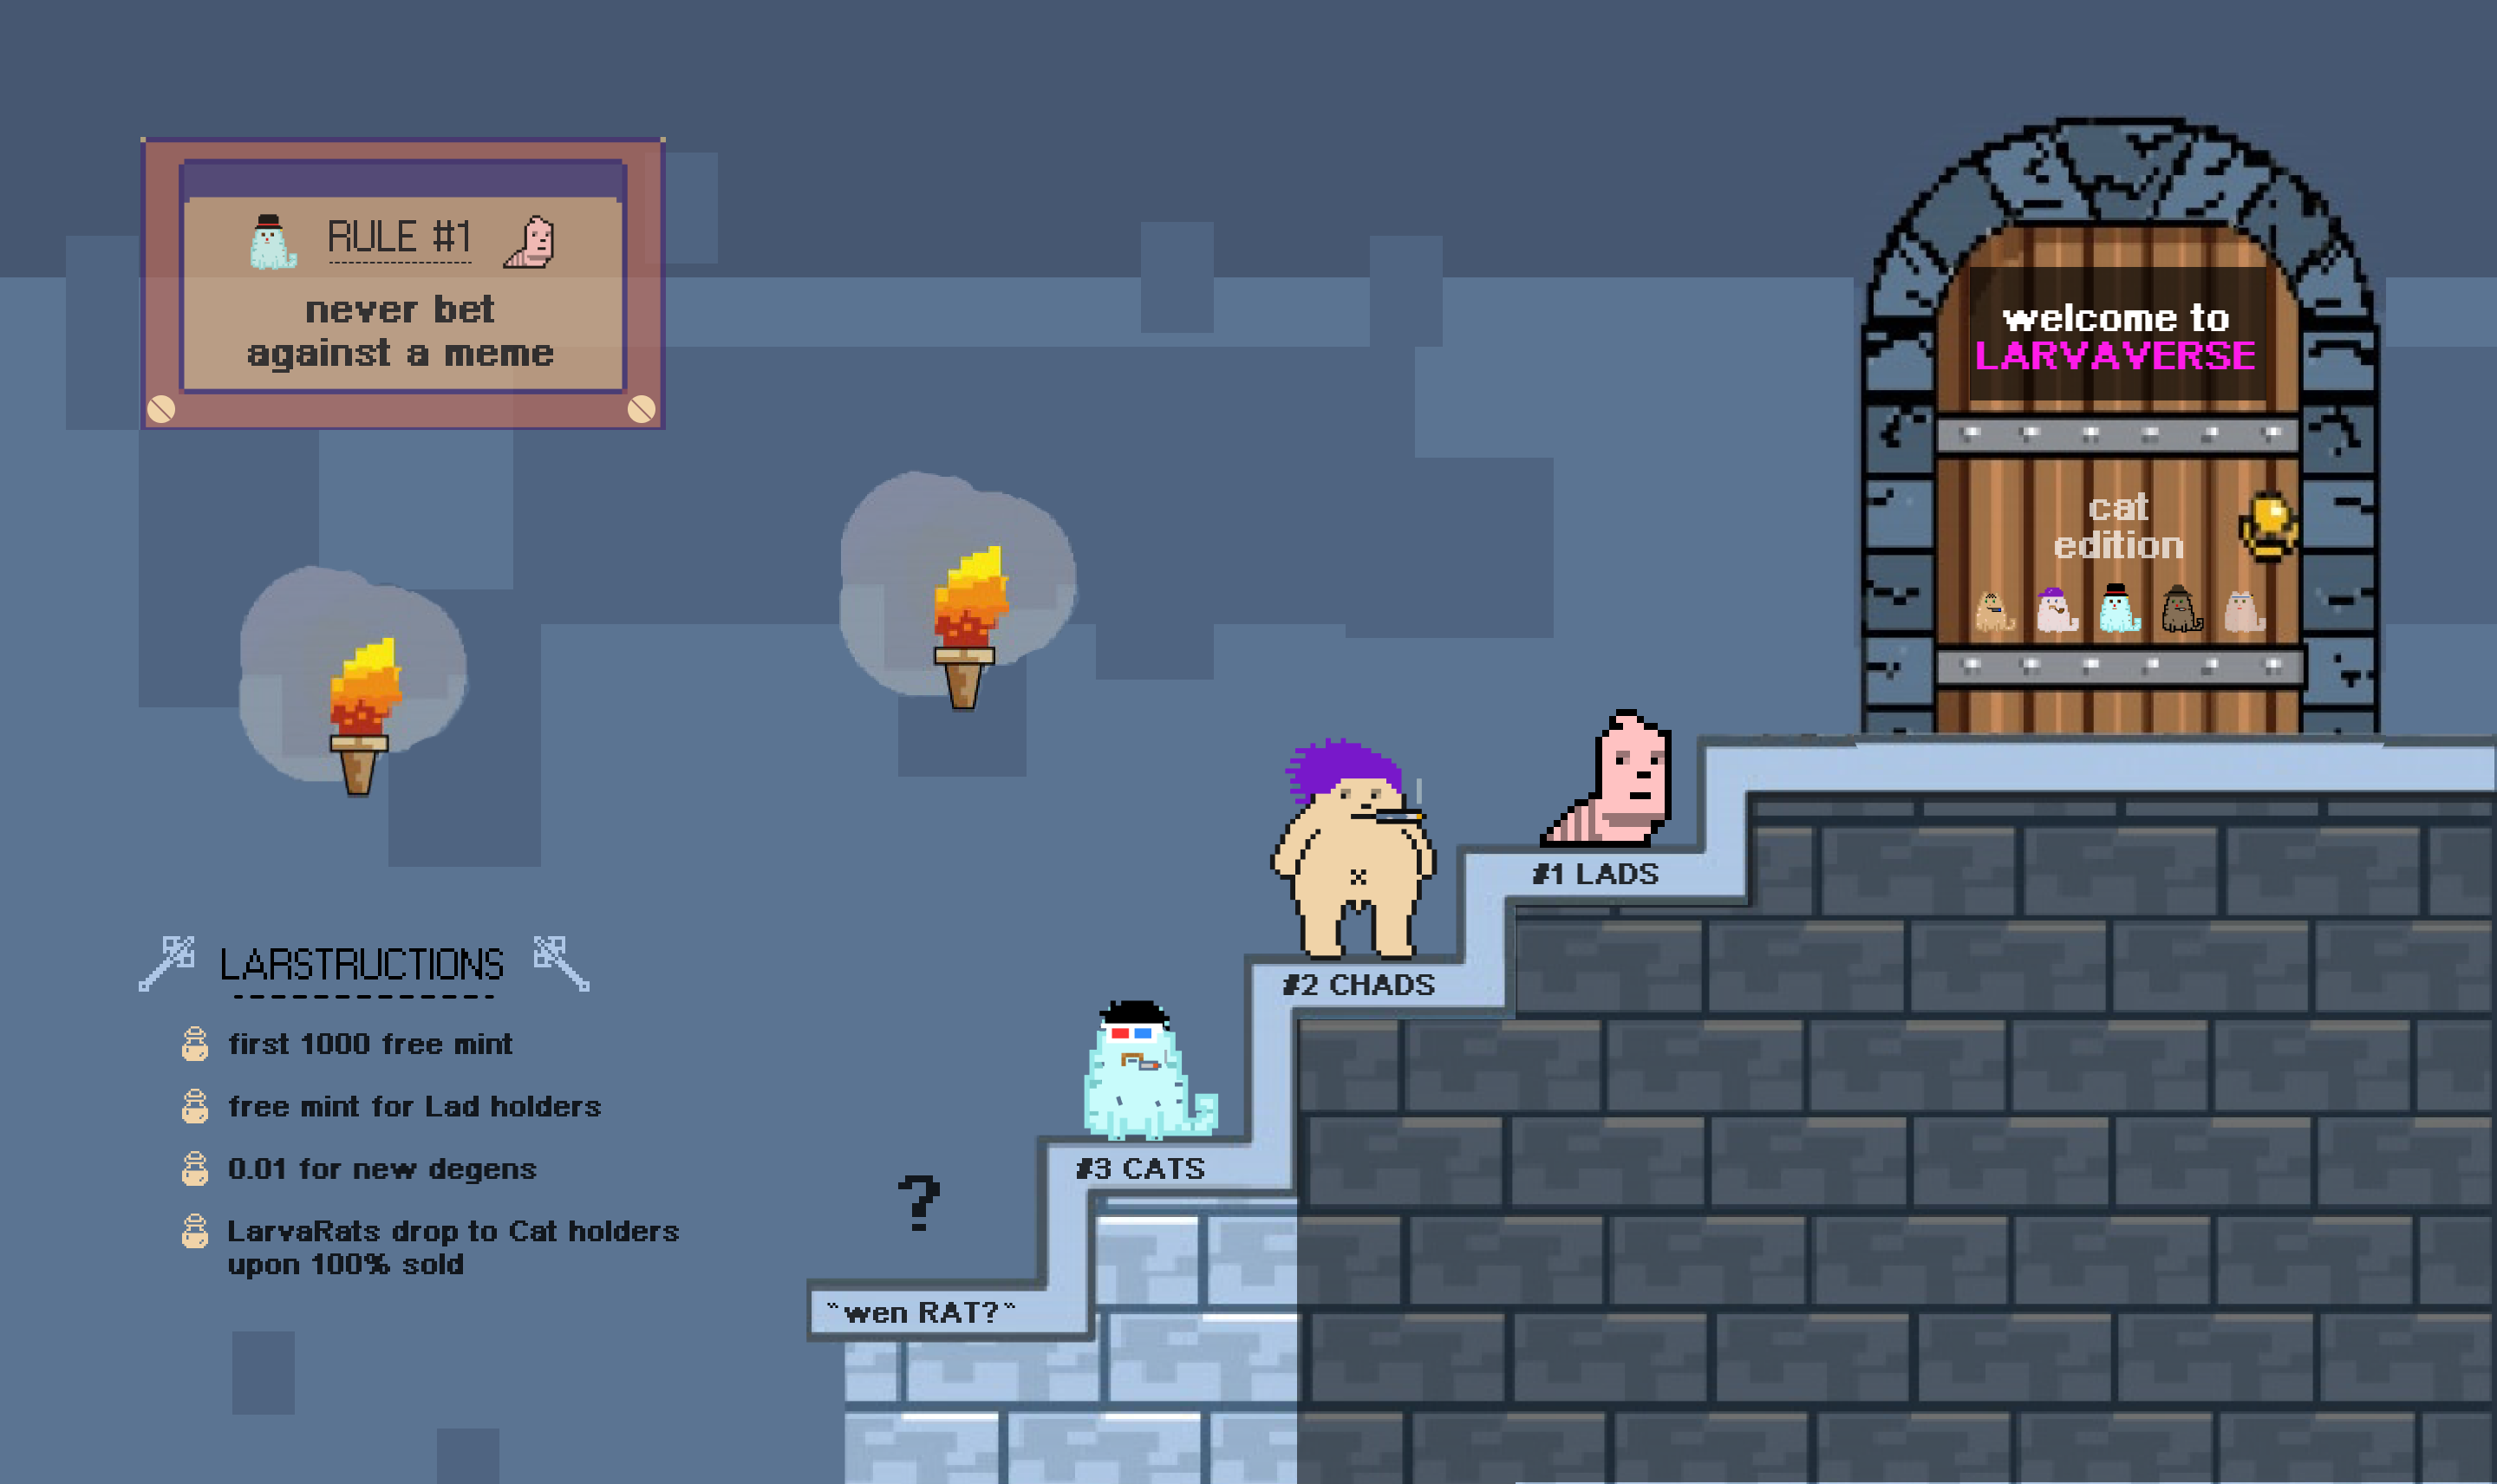 RULE #1
never bet
against a meme
welcome to
LARVAVERSE
cat
edition
#1 LADS
#2 CHADS
#3 CATS
?
"wen RAT?"
LARSTRUCTIONS
first 1000 free mint
free mint for Lad holders
0.01 for new degens
LarvaRats drop to Cat holders
upon 100% sold